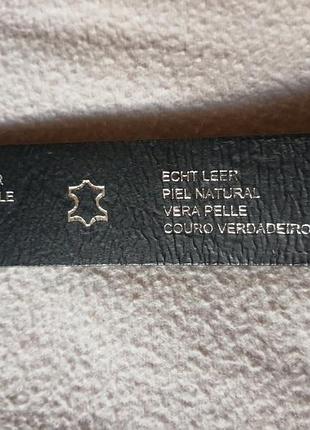 ECHT LEER
PIEL NATURAL
VERA PELLE
COURO VERDADEIRO